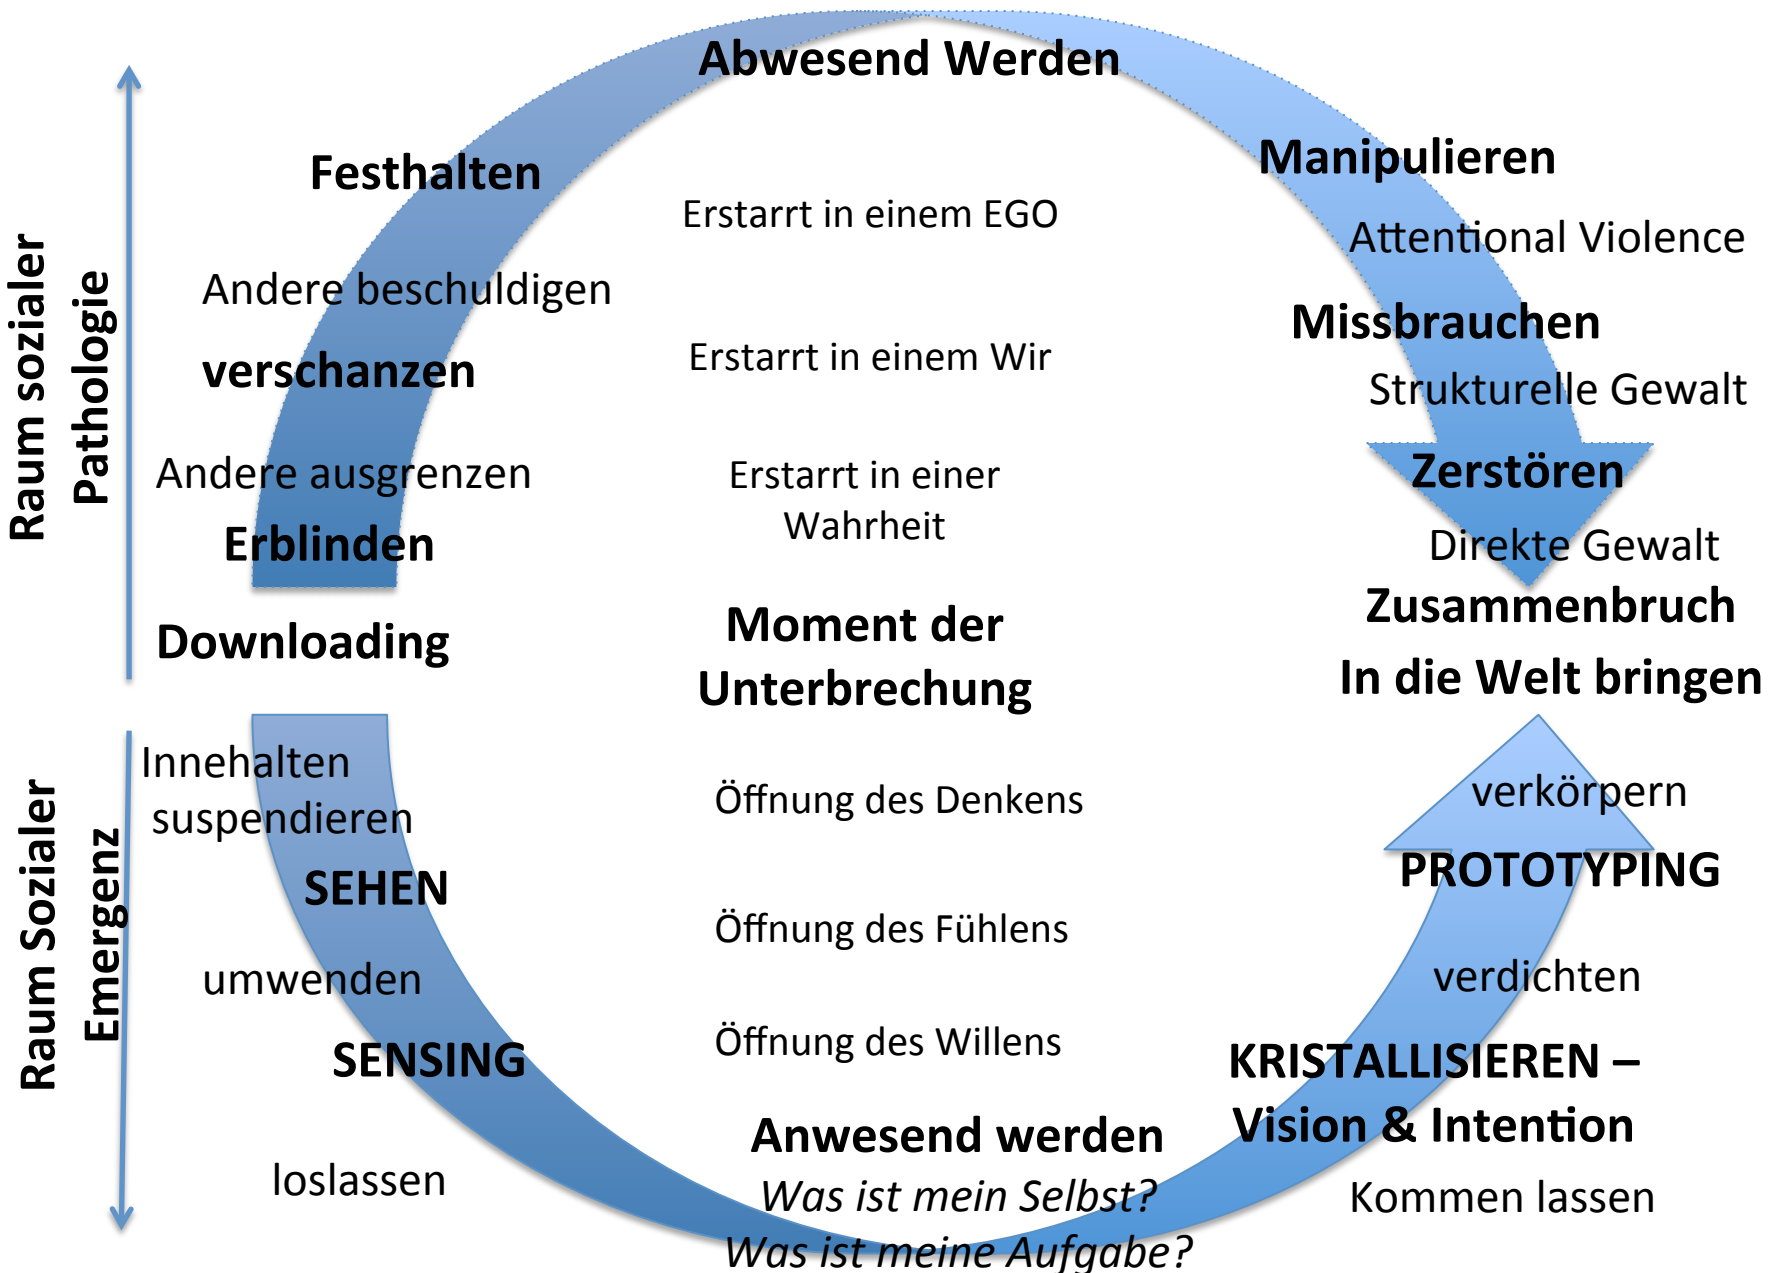 Abwesend Werden
Raum sozialer
Pathologie
Festhalten
Andere beschuldigen
verschanzen
Andere ausgrenzen
Erblinden
Downloading
Erstarrt in einem EGO
Erstarrt in einem Wir
Erstarrt in einer
Wahrheit
Moment der
Unterbrechung
Manipulieren
Attentional Violence
Missbrauchen
Strukturelle Gewalt
Zerstören
Direkte Gewalt
Zusammenbruch
In die Welt bringen
Raum Sozialer
Emergenz
Innehalten
suspendieren
SEHEN
umwenden
SENSING
loslassen
Öffnung des Denkens
Öffnung des Fühlens
Öffnung des Willens
Anwesend werden
Was ist mein Selbst?
Was ist meine Aufgabe?
verkörpern
PROTOTYPING
verdichten
KRISTALLISIEREN –
Vision & Intention
Kommen lassen